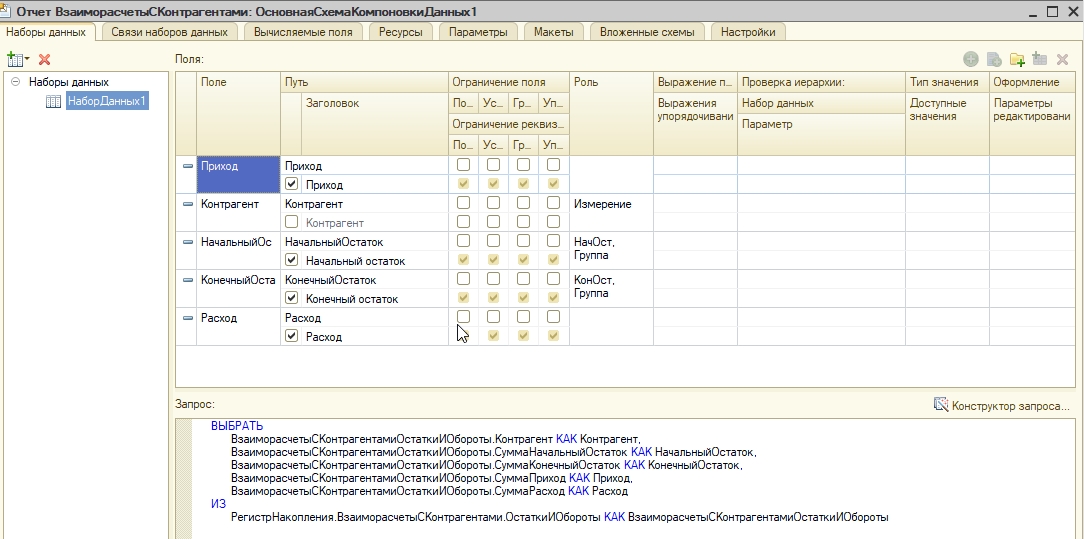 Отчет ВзаиморасчетыСКонтрагентами: ОсновнаяСхемаКомпоновкиДанных1
Наборы данных
Связи наборов данных
Вычисляемые поля
Ресурсы
Параметры
Макеты
Вложенные схемы
Настройки
Поля:
Наборы данных
НаборДанных1
Поле
Путь
Ограничение поля
Роль
Выражение п...
Проверка иерархии:
Тип значения
Оформление
Заголовок
По...
Ус...
Гр...
Уп...
Выражения упорядочивани
Набор данных
Доступные значения
Параметры редактировани
Ограничение реквиз...
Параметр
По...
Ус...
Гр...
Уп...
Приход
Приход
Приход
Контрагент
Контрагент
Измерение
Контрагент
НачальныйОс
НачальныйОстаток
НачОст,
Группа
Начальный остаток
КонечныйОста
КонечныйОстаток
КонОст,
Группа
Конечный остаток
Расход
Расход
Расход
Запрос:
Конструктор запроса...
ВЫБРАТЬ
ВзаиморасчетыСКонтрагентамиОстаткиИОбороты.Контрагент КАК Контрагент,
ВзаиморасчетыСКонтрагентамиОстаткиИОбороты.СуммаНачальныйОстаток КАК НачальныйОстаток,
ВзаиморасчетыСКонтрагентамиОстаткиИОбороты.СуммаКонечныйОстаток КАК КонечныйОстаток,
ВзаиморасчетыСКонтрагентамиОстаткиИОбороты.СуммаПриход КАК Приход,
ВзаиморасчетыСКонтрагентамиОстаткиИОбороты.СуммаРасход КАК Расход
ИЗ
РегистрНакопления.ВзаиморасчетыСКонтрагентами.ОстаткиИОбороты КАК ВзаиморасчетыСКонтрагентамиОстаткиИОбороты